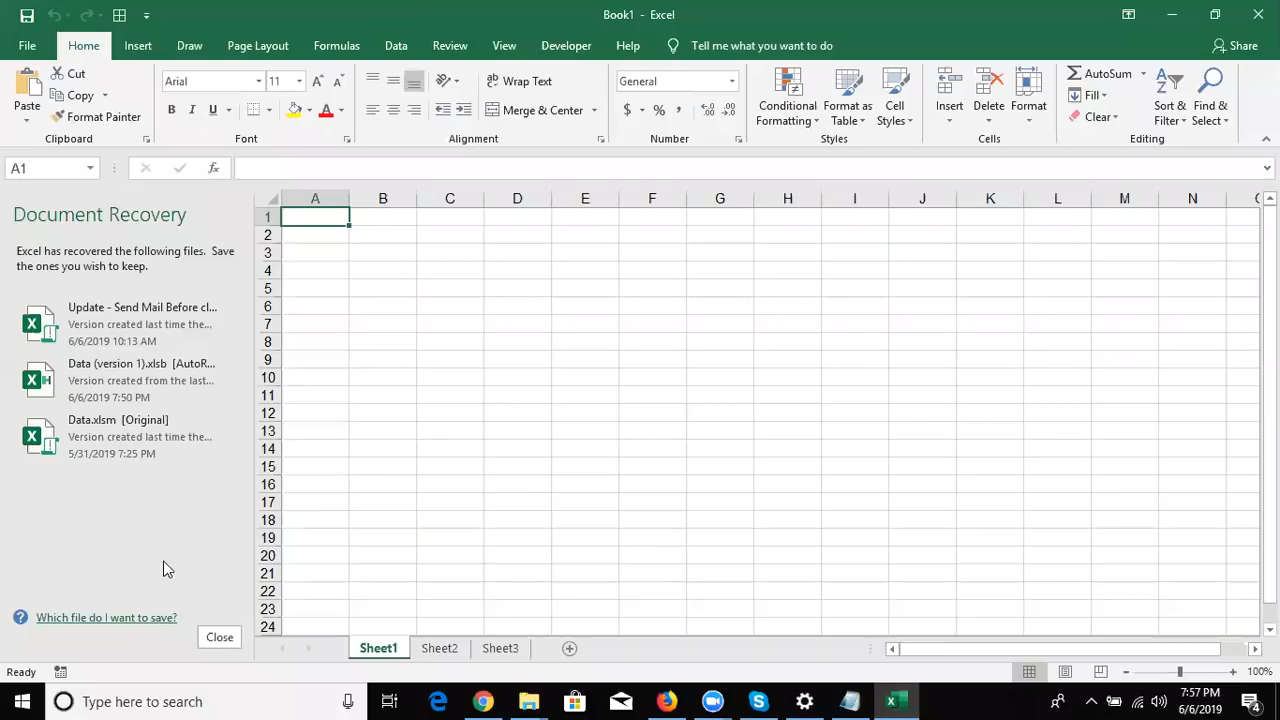 Book1 - Excel
File Home Insert Draw Page Layout Formulas Data Review View Developer Help Tell me what you want to do Share
Paste
Cut
Copy
Format Painter
Clipboard
Arial 11
B I U
Font
Wrap Text
Merge & Center
Alignment
General
$ % ,
Number
Conditional Formatting
Format as Table
Cell Styles
Styles
Insert Delete Format
Cells
AutoSum
Fill
Clear
Sort & Filter
Find & Select
Editing
A1 fx
Document Recovery
Excel has recovered the following files. Save
the ones you wish to keep.
Update - Send Mail Before cl...
Version created last time the...
6/6/2019 10:13 AM
Data (version 1).xlsb [AutoR...
Version created from the last...
6/6/2019 7:50 PM
Data.xlsm [Original]
Version created last time the...
5/31/2019 7:25 PM
Which file do I want to save?
Close
A B C D E F G H I J K L M N
1
2
3
4
5
6
7
8
9
10
11
12
13
14
15
16
17
18
19
20
21
22
23
24
Sheet1 Sheet2 Sheet3
Ready
100%
Type here to search
7:57 PM
6/6/2019
4